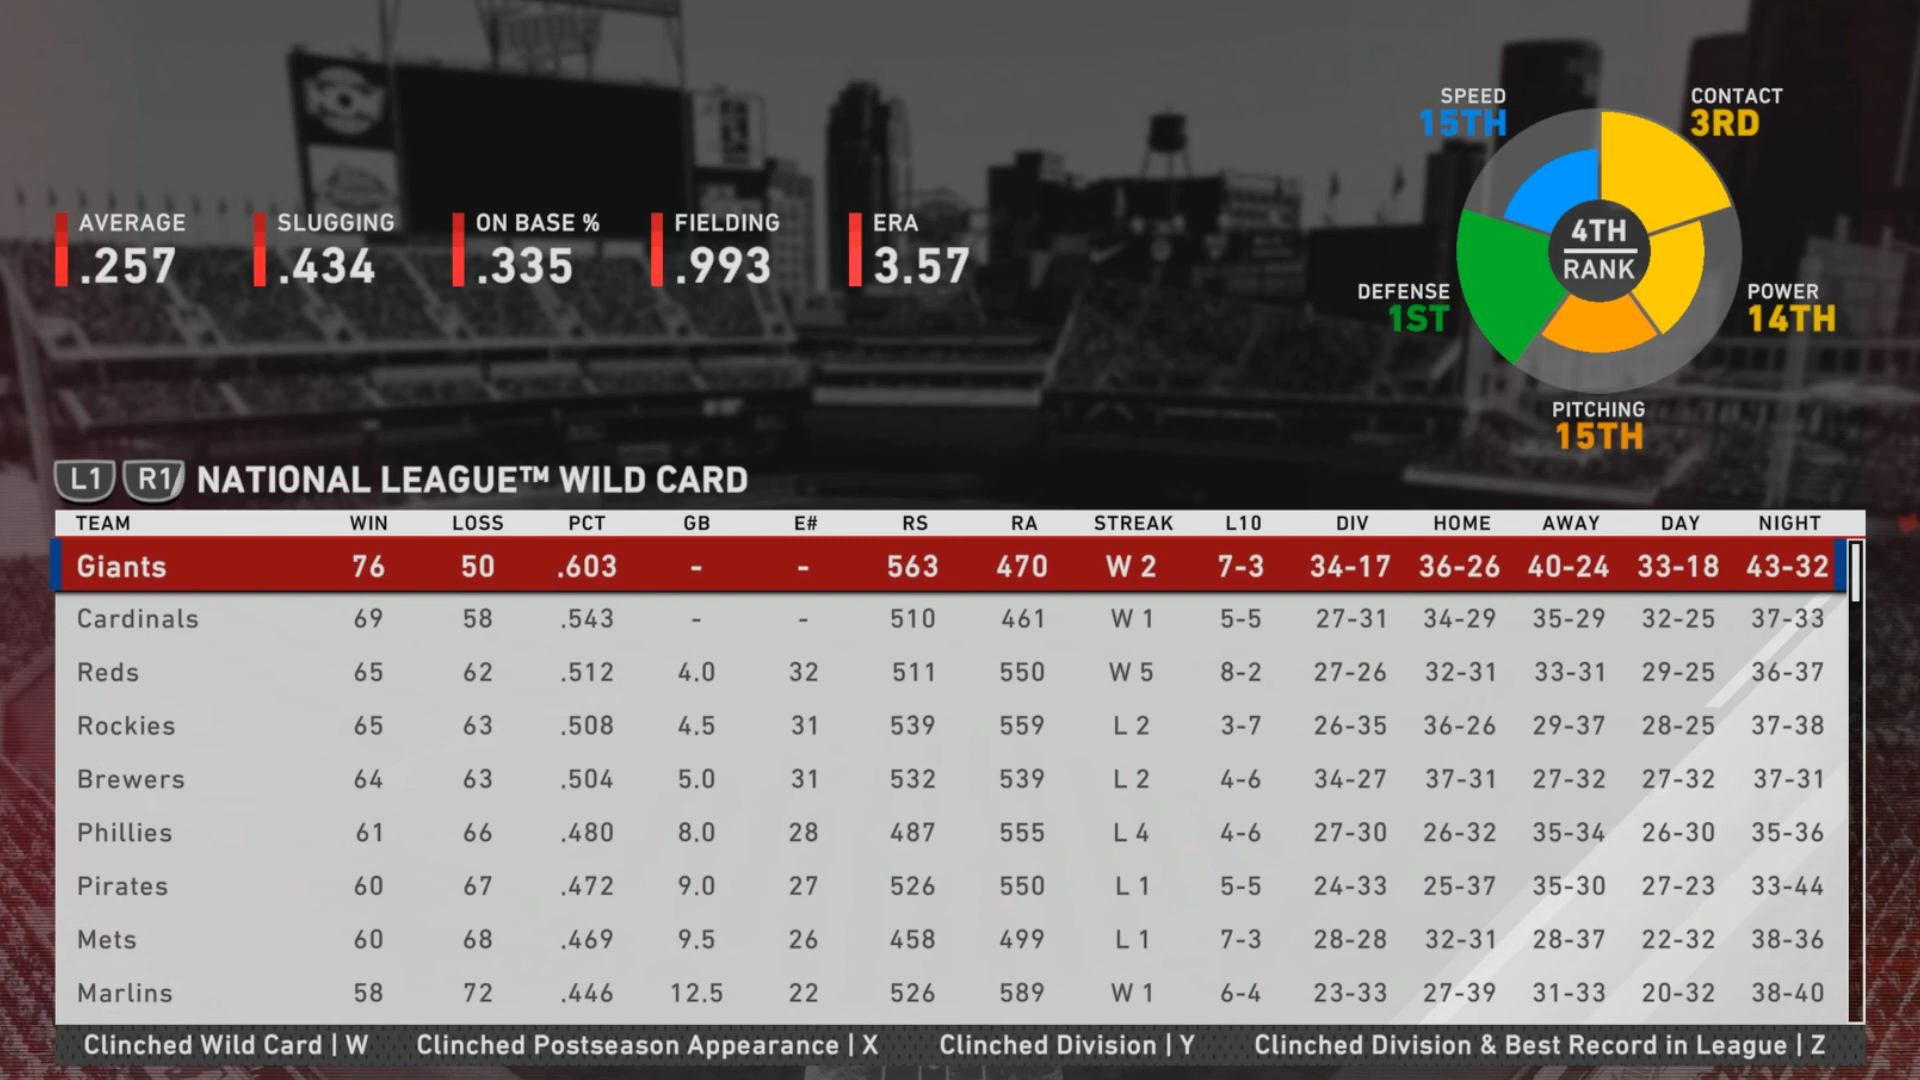 SPEED
15TH
CONTACT
3RD
AVERAGE
.257
SLUGGING
.434
ON BASE %
.335
FIELDING
.993
ERA
3.57
4TH
RANK
DEFENSE
1ST
POWER
14TH
PITCHING
15TH
L1 R1 NATIONAL LEAGUE™ WILD CARD
TEAM WIN LOSS PCT GB E# RS RA STREAK L10 DIV HOME AWAY DAY NIGHT
Giants 76 50 .603 - - 563 470 W 2 7-3 34-17 36-26 40-24 33-18 43-32
Cardinals 69 58 .543 - - 510 461 W 1 5-5 27-31 34-29 35-29 32-25 37-33
Reds 65 62 .512 4.0 32 511 550 W 5 8-2 27-26 32-31 33-31 29-25 36-37
Rockies 65 63 .508 4.5 31 539 559 L 2 3-7 26-35 36-26 29-37 28-25 37-38
Brewers 64 63 .504 5.0 31 532 539 L 2 4-6 34-27 37-31 27-32 27-32 37-31
Phillies 61 66 .480 8.0 28 487 555 L 4 4-6 27-30 26-32 35-34 26-30 35-36
Pirates 60 67 .472 9.0 27 526 550 L 1 5-5 24-33 25-37 35-30 27-23 33-44
Mets 60 68 .469 9.5 26 458 499 L 1 7-3 28-28 32-31 28-37 22-32 38-36
Marlins 58 72 .446 12.5 22 526 589 W 1 6-4 23-33 27-39 31-33 20-32 38-40
Clinched Wild Card | W Clinched Postseason Appearance | X Clinched Division | Y Clinched Division & Best Record in League | Z